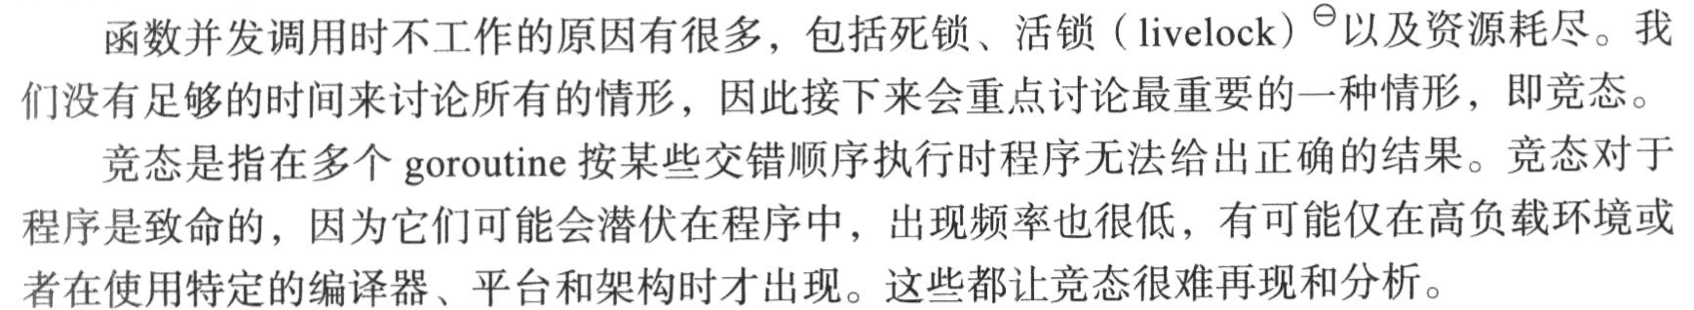 函数并发调用时不工作的原因有很多，包括死锁、活锁（livelock）㊀以及资源耗尽。我
们没有足够的时间来讨论所有的情形，因此接下来会重点讨论最重要的一种情形，即竞态。
竞态是指在多个 goroutine 按某些交错顺序执行时程序无法给出正确的结果。竞态对于
程序是致命的，因为它们可能会潜伏在程序中，出现频率也很低，有可能仅在高负载环境或
者在使用特定的编译器、平台和架构时才出现。这些都让竞态很难再现和分析。